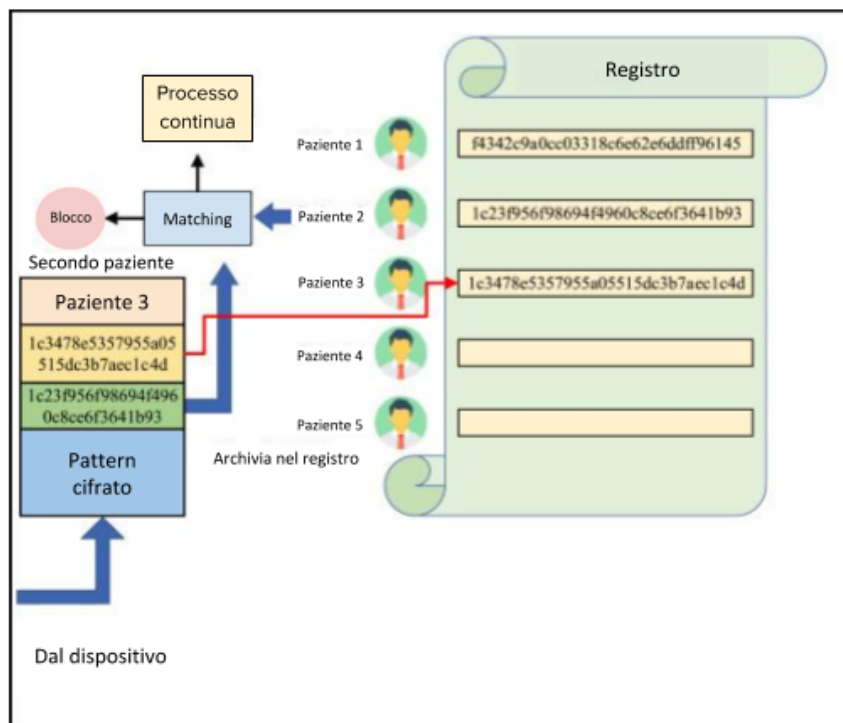 Registro
Processo
continua
Paziente 1
f4342c9a0cc03318c6e62e6ddff96145
Blocco
Matching
Paziente 2
1c23f956f98694f4960c8ce6f3641b93
Secondo paziente
Paziente 3
Paziente 3
1c3478e5357955a05515dc3b7aec1c4d
1c3478e5357955a05
515dc3b7aec1c4d
Paziente 4
1c23f956f98694f496
0c8ce6f3641b93
Paziente 5
Pattern
cifrato
Archivia nel registro
Dal dispositivo